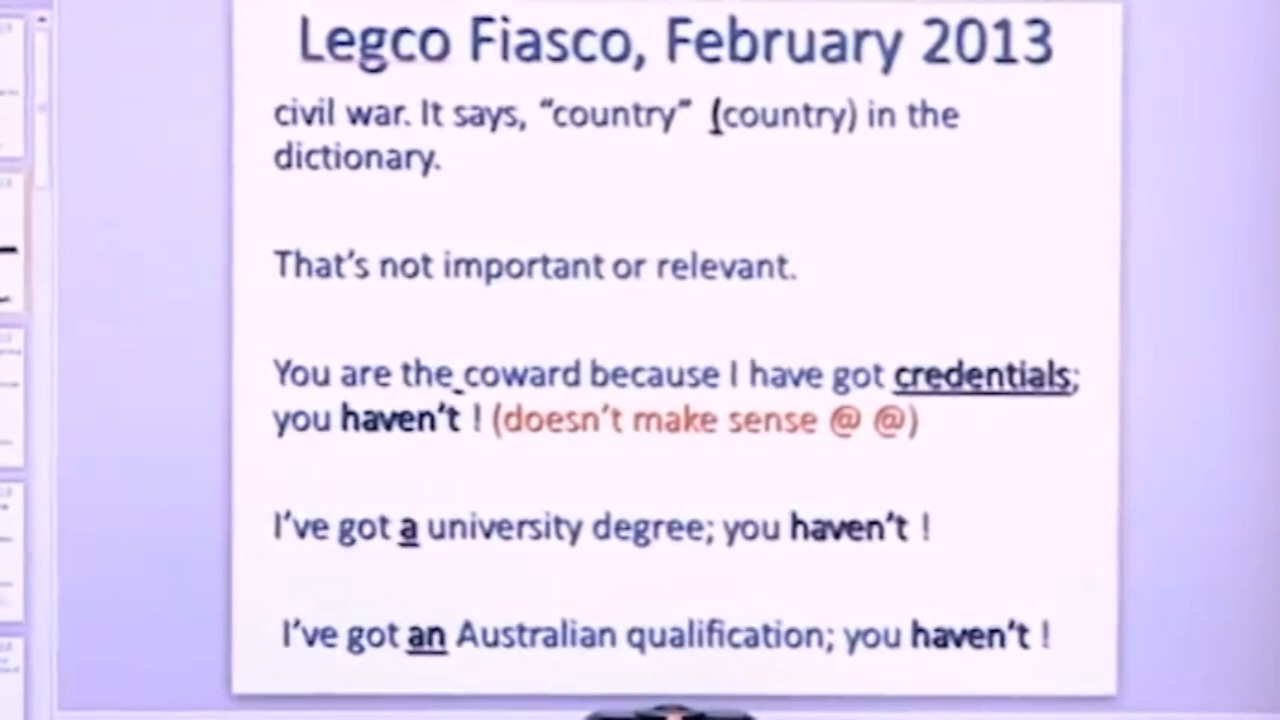 Legco Fiasco, February 2013
civil war. It says, “country” (country) in the
dictionary.
That’s not important or relevant.
You are the coward because I have got credentials;
you haven’t ! (doesn’t make sense @ @)
I’ve got a university degree; you haven’t !
I’ve got an Australian qualification; you haven’t !